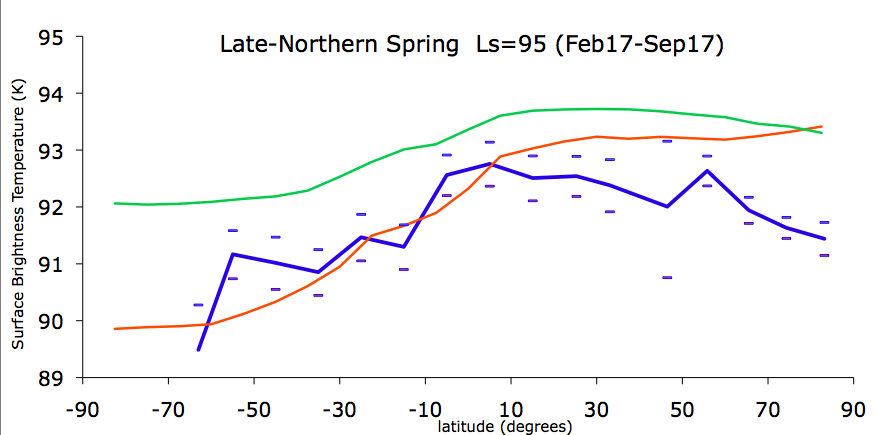 Late-Northern Spring Ls=95 (Feb17-Sep17)
Surface Brightness Temperature (K)
95
94
93
92
91
90
89
-90 -70 -50 -30 -10 10 30 50 70 90
latitude (degrees)